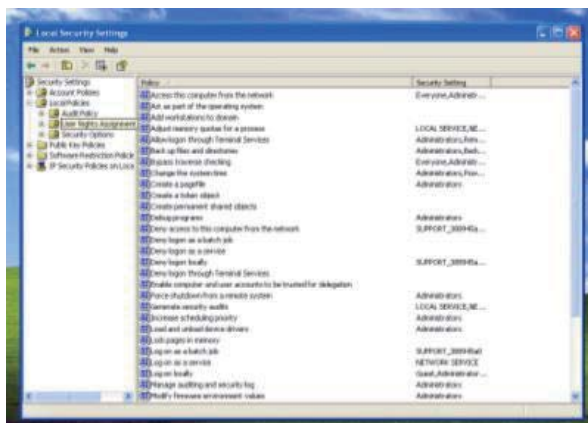 Local Security Settings
File Action View Help
Security Settings
Account Policies
Local Policies
Audit Policy
User Rights Assignment
Security Options
Public Key Policies
Software Restriction Policie
IP Security Policies on Loca
Policy Security Setting
Access this computer from the network Everyone,Administr...
Act as part of the operating system
Add workstations to domain
Adjust memory quotas for a process LOCAL SERVICE,NE...
Allow logon through Terminal Services Administrators,Rem...
Back up files and directories Administrators,Back...
Bypass traverse checking Everyone,Administr...
Change the system time Administrators,Pow...
Create a pagefile Administrators
Create a token object
Create permanent shared objects
Debug programs Administrators
Deny access to this computer from the network SUPPORT_388945a...
Deny logon as a batch job
Deny logon as a service
Deny logon locally SUPPORT_388945a...
Deny logon through Terminal Services
Enable computer and user accounts to be trusted for delegation
Force shutdown from a remote system Administrators
Generate security audits LOCAL SERVICE,NE...
Increase scheduling priority Administrators
Load and unload device drivers Administrators
Lock pages in memory
Log on as a batch job SUPPORT_388945a0
Log on as a service NETWORK SERVICE
Log on locally Guest,Administrator...
Manage auditing and security log Administrators
Modify firmware environment values Administrators